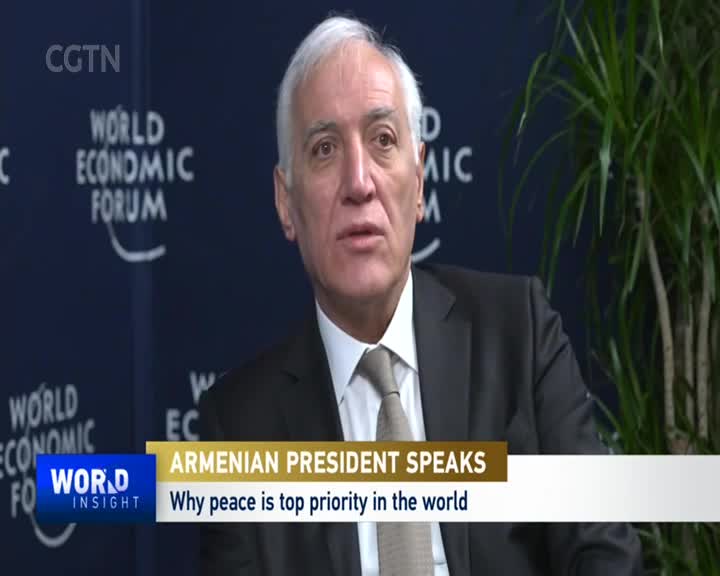 CGTN
WORLD
ECONOMIC
FORUM
WORLD
ECONOMIC
FORUM
ARMENIAN PRESIDENT SPEAKS
WORLD
INSIGHT
Why peace is top priority in the world